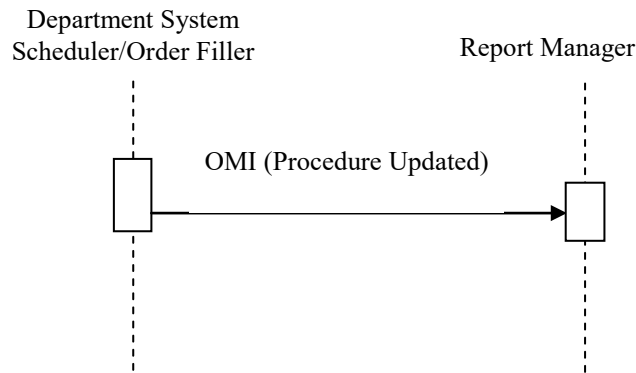 Department System
Scheduler/Order Filler
Report Manager
OMI (Procedure Updated)